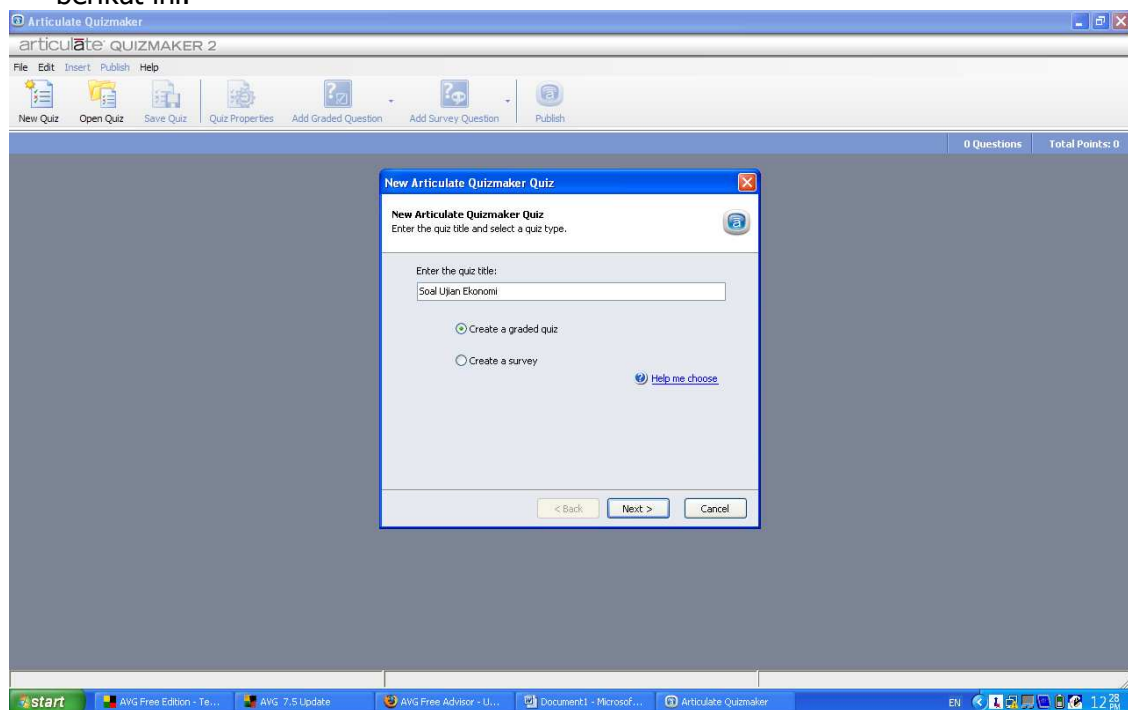 berikut ini.
Articulate Quizmaker
articulāte QUIZMAKER 2
File Edit Insert Publish Help
New Quiz Open Quiz Save Quiz Quiz Properties Add Graded Question Add Survey Question Publish
0 Questions Total Points: 0
New Articulate Quizmaker Quiz
New Articulate Quizmaker Quiz
Enter the quiz title and select a quiz type.
Enter the quiz title:
Soal Ujian Ekonomi
Create a graded quiz
Create a survey
Help me choose
< Back Next > Cancel
start AVG Free Edition - Te... AVG 7.5 Update AVG Free Advisor - U... Document1 - Microsof... Articulate Quizmaker EN 12:28 PM